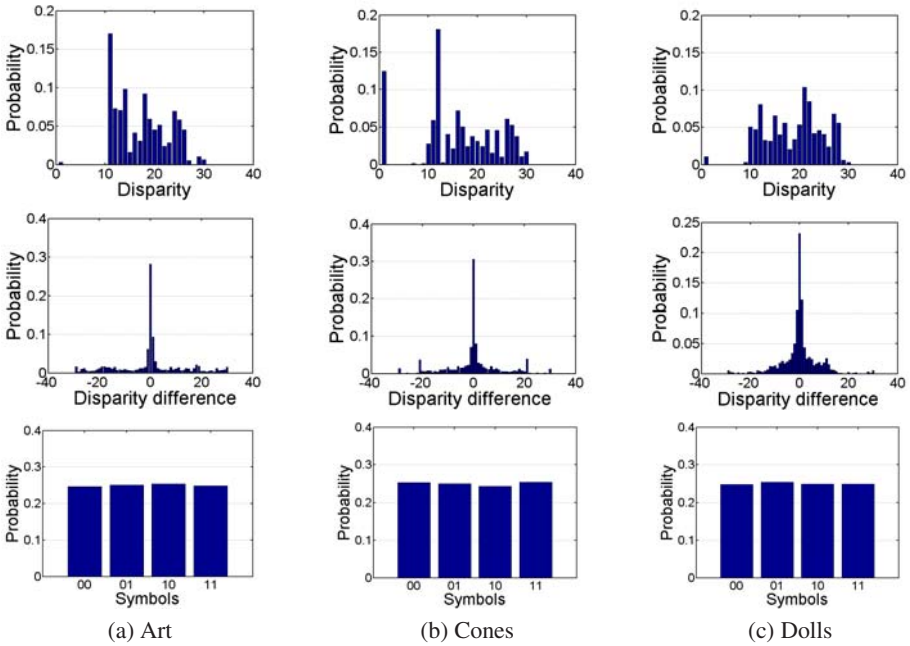 0.2 0.2 0.2
0.15 0.15 0.15
Probability Probability Probability
0.1 0.1 0.1
0.05 0.05 0.05
0 0 0
0 10 20 30 40 0 10 20 30 40 0 10 20 30 40
Disparity Disparity Disparity
0.4 0.4 0.25
0.3 0.3 0.2
Probability Probability Probability
0.2 0.2 0.15
0.1 0.1 0.1
0.05
0 0 0
-40 -20 0 20 40 -40 -20 0 20 40 -40 -20 0 20 40
Disparity difference Disparity difference Disparity difference
0.4 0.4 0.4
0.3 0.3 0.3
Probability Probability Probability
0.2 0.2 0.2
0.1 0.1 0.1
0 0 0
00 01 10 11 00 01 10 11 00 01 10 11
Symbols Symbols Symbols
(a) Art (b) Cones (c) Dolls